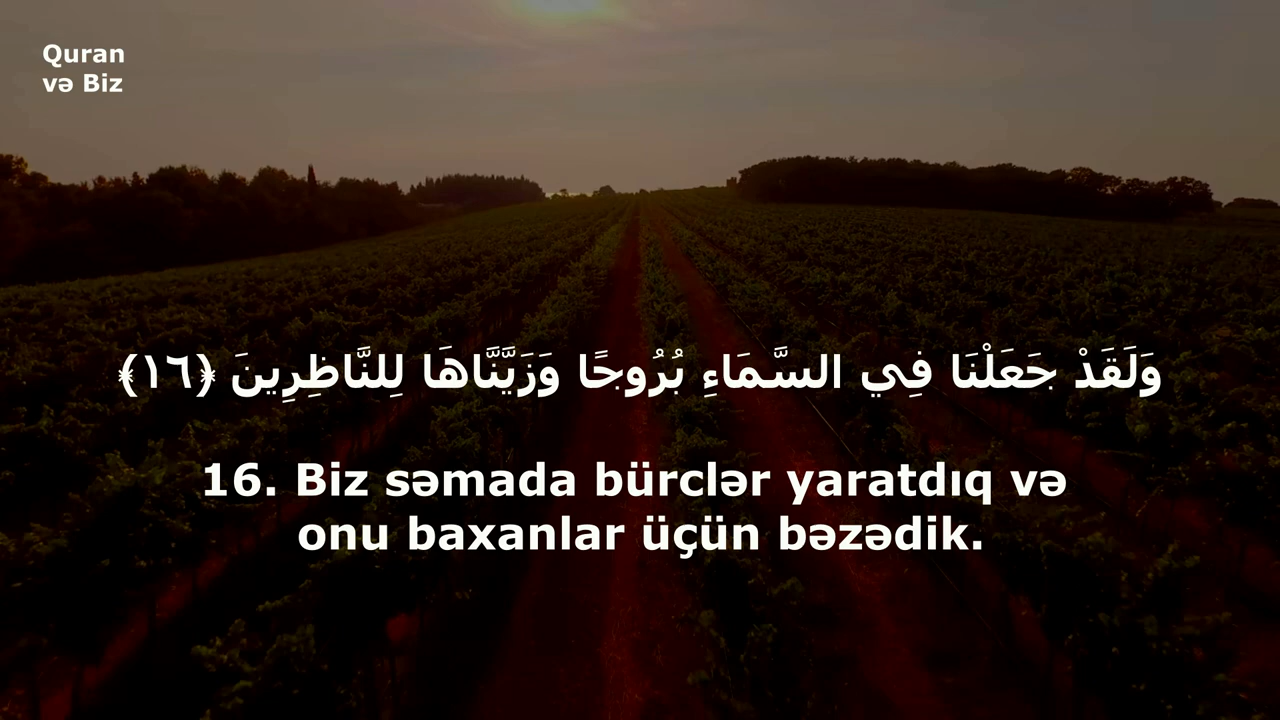 Quran
və Biz
وَلَقَدْ جَعَلْنَا فِي السَّمَاءِ بُرُوجًا وَزَيَّنَّاهَا لِلنَّاظِرِينَ ﴿١٦﴾
16. Biz səmada bürclər yaratdıq və
onu baxanlar üçün bəzədik.